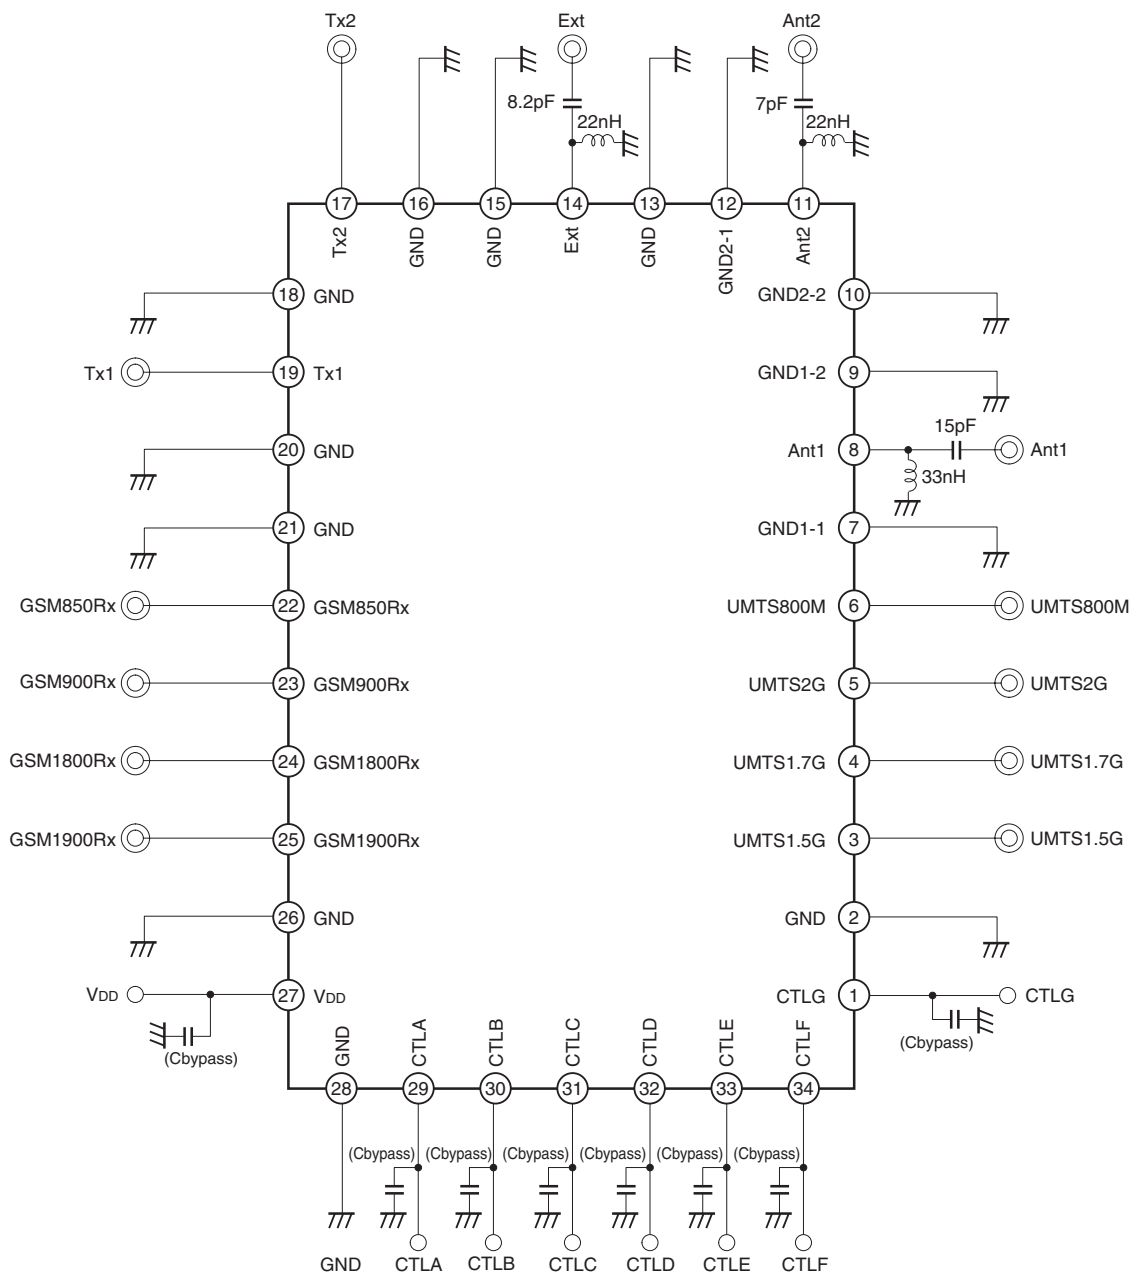 Tx2 Ext Ant2
8.2pF 7pF
22nH 22nH
17 16 15 14 13 12 11
Tx2 GND GND Ext GND GND2-1 Ant2
18 GND GND2-2 10
Tx1 19 Tx1 GND1-2 9
15pF
20 GND Ant1 8 Ant1
33nH
21 GND GND1-1 7
GSM850Rx 22 GSM850Rx UMTS800M 6 UMTS800M
GSM900Rx 23 GSM900Rx UMTS2G 5 UMTS2G
GSM1800Rx 24 GSM1800Rx UMTS1.7G 4 UMTS1.7G
GSM1900Rx 25 GSM1900Rx UMTS1.5G 3 UMTS1.5G
26 GND GND 2
VDD 27 VDD CTLG 1 CTLG
(Cbypass) (Cbypass)
GND CTLA CTLB CTLC CTLD CTLE CTLF
28 29 30 31 32 33 34
(Cbypass) (Cbypass) (Cbypass) (Cbypass) (Cbypass) (Cbypass)
GND CTLA CTLB CTLC CTLD CTLE CTLF